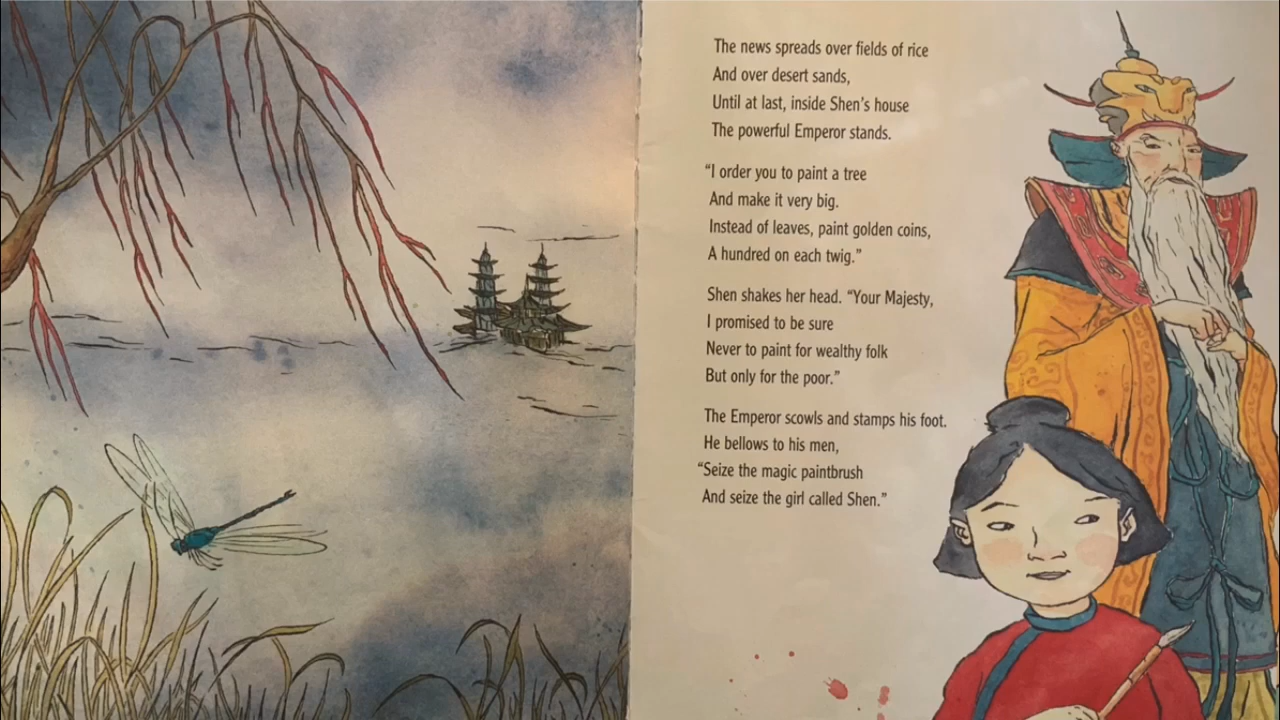 The news spreads over fields of rice
And over desert sands,
Until at last, inside Shen's house
The powerful Emperor stands.
“I order you to paint a tree
And make it very big.
Instead of leaves, paint golden coins,
A hundred on each twig.”
Shen shakes her head. “Your Majesty,
I promised to be sure
Never to paint for wealthy folk
But only for the poor.”
The Emperor scowls and stamps his foot.
He bellows to his men,
“Seize the magic paintbrush
And seize the girl called Shen.”